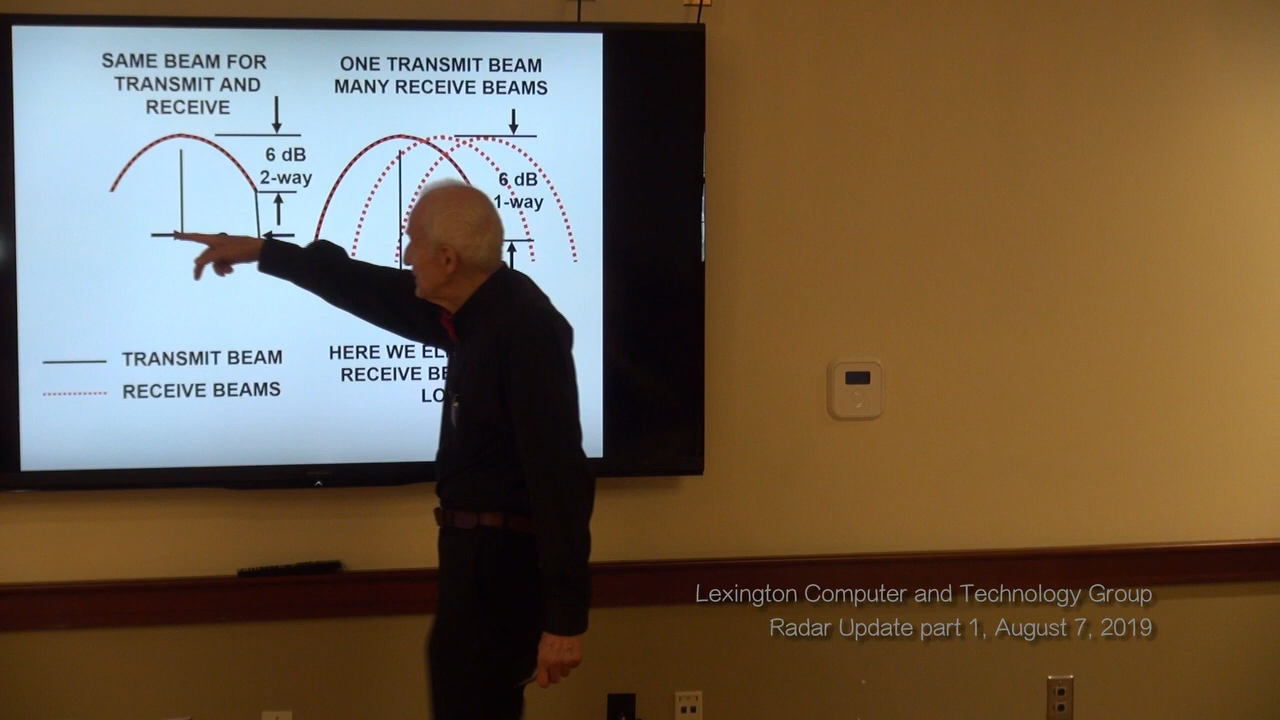 SAME BEAM FOR
TRANSMIT AND
RECEIVE
6 dB
2-way
ONE TRANSMIT BEAM
MANY RECEIVE BEAMS
6 dB
1-way
TRANSMIT BEAM
RECEIVE BEAMS
HERE WE
RECEIVE
Lexington Computer and Technology Group
Radar Update part 1, August 7, 2019